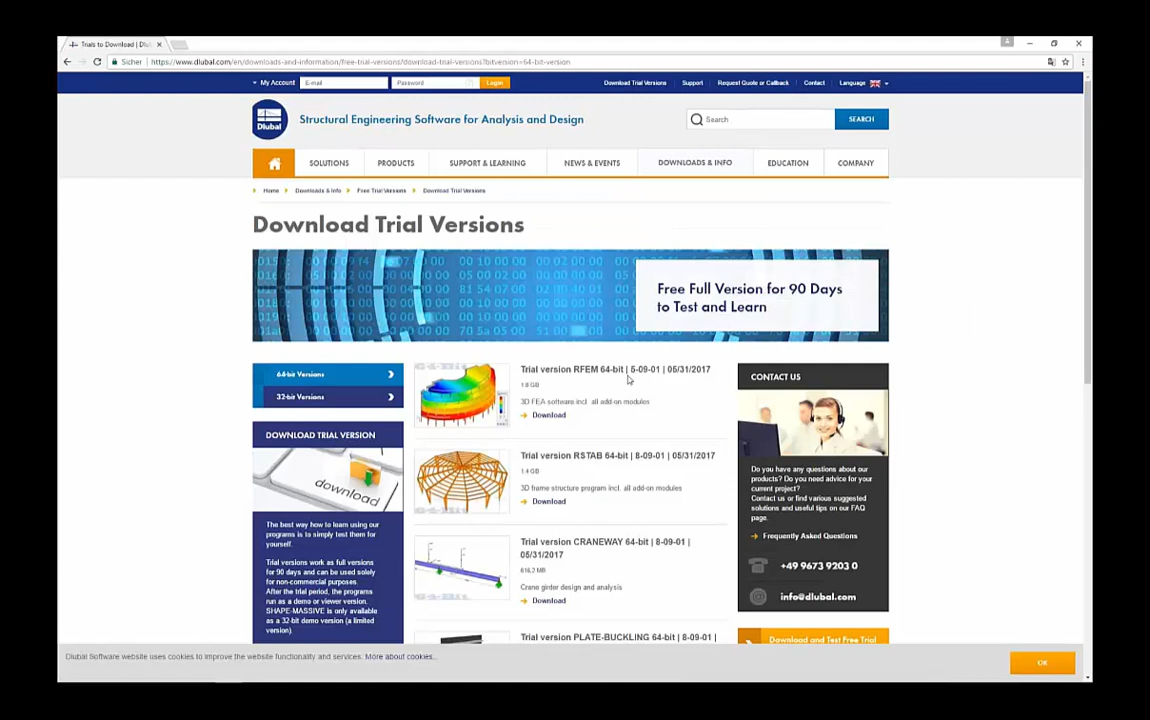 Trials to Download | Dlub
Sicher | https://www.dlubal.com/en/downloads-and-information/free-trial-versions/download-trial-versions?bitversion=64-bit-version
My Account
E-mail
Password
Login
Download Trial Versions
Support
Request Quote or Callback
Contact
Language
Dlubal
Structural Engineering Software for Analysis and Design
Search
SEARCH
SOLUTIONS
PRODUCTS
SUPPORT & LEARNING
NEWS & EVENTS
DOWNLOADS & INFO
EDUCATION
COMPANY
Home
Downloads & Info
Free Trial Versions
Download Trial Versions
Download Trial Versions
Free Full Version for 90 Days
to Test and Learn
64-bit Versions
32-bit Versions
DOWNLOAD TRIAL VERSION
download
The best way how to learn using our
programs is to simply test them for
yourself.
Trial versions work as full versions
for 90 days and can be used solely
for non-commercial purposes.
After the trial period, the programs
run as a demo or viewer version.
SHAPE-MASSIVE is only available
as a 32-bit demo version (a limited
version).
Trial version RFEM 64-bit | 5-09-01 | 05/31/2017
1.8 GB
3D FEA software incl. all add-on modules
Download
Trial version RSTAB 64-bit | 8-09-01 | 05/31/2017
1.4 GB
3D frame structure program incl. all add-on modules
Download
Trial version CRANEWAY 64-bit | 8-09-01 |
05/31/2017
616.2 MB
Crane girder design and analysis
Download
Trial version PLATE-BUCKLING 64-bit | 8-09-01 |
CONTACT US
Do you have any questions about our
products? Do you need advice for your
current project?
Contact us or find various suggested
solutions and useful tips on our FAQ
page.
Frequently Asked Questions
+49 9673 9203 0
info@dlubal.com
Download and Test Free Trial
Dlubal Software website uses cookies to improve the website functionality and services. More about cookies...
OK